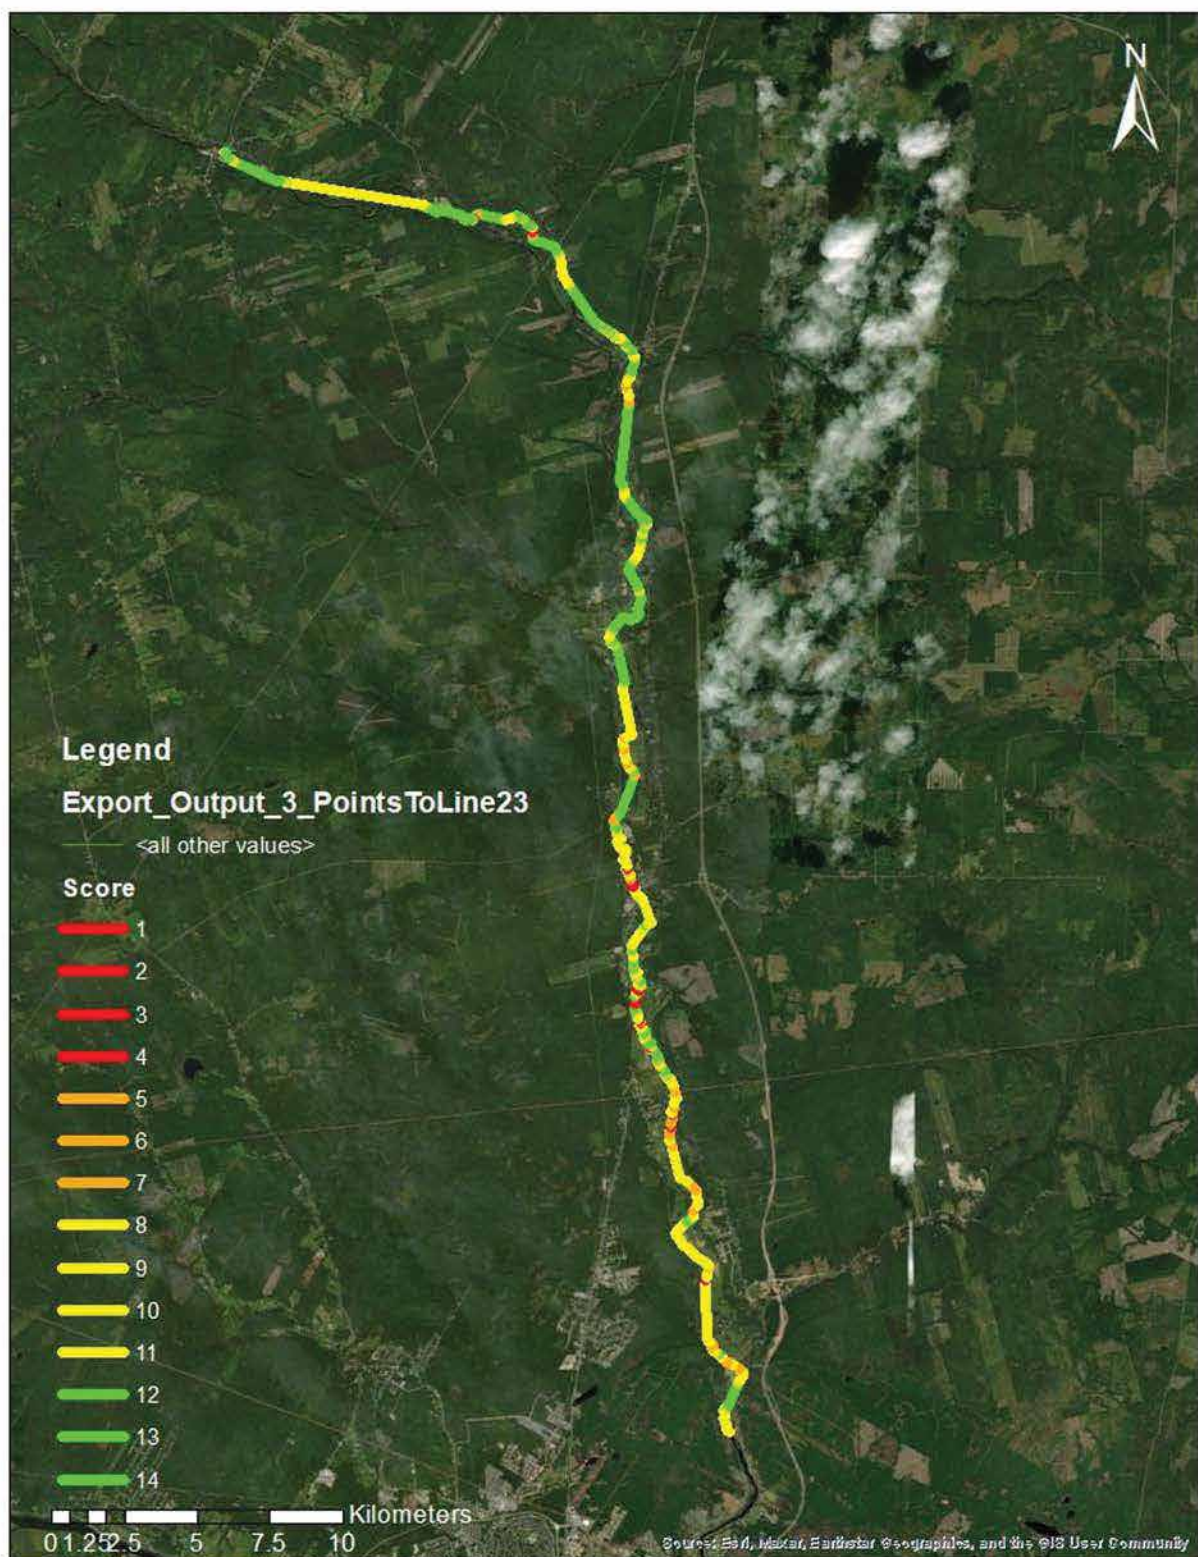 N
Legend
Export_Output_3_PointsToLine23
<all other values>
Score
1
2
3
4
5
6
7
8
9
10
11
12
13
14
Kilometers
0 1.25 2.5 5 7.5 10
Source: Esri, Maxar, Earthstar Geographics, and the GIS User Community